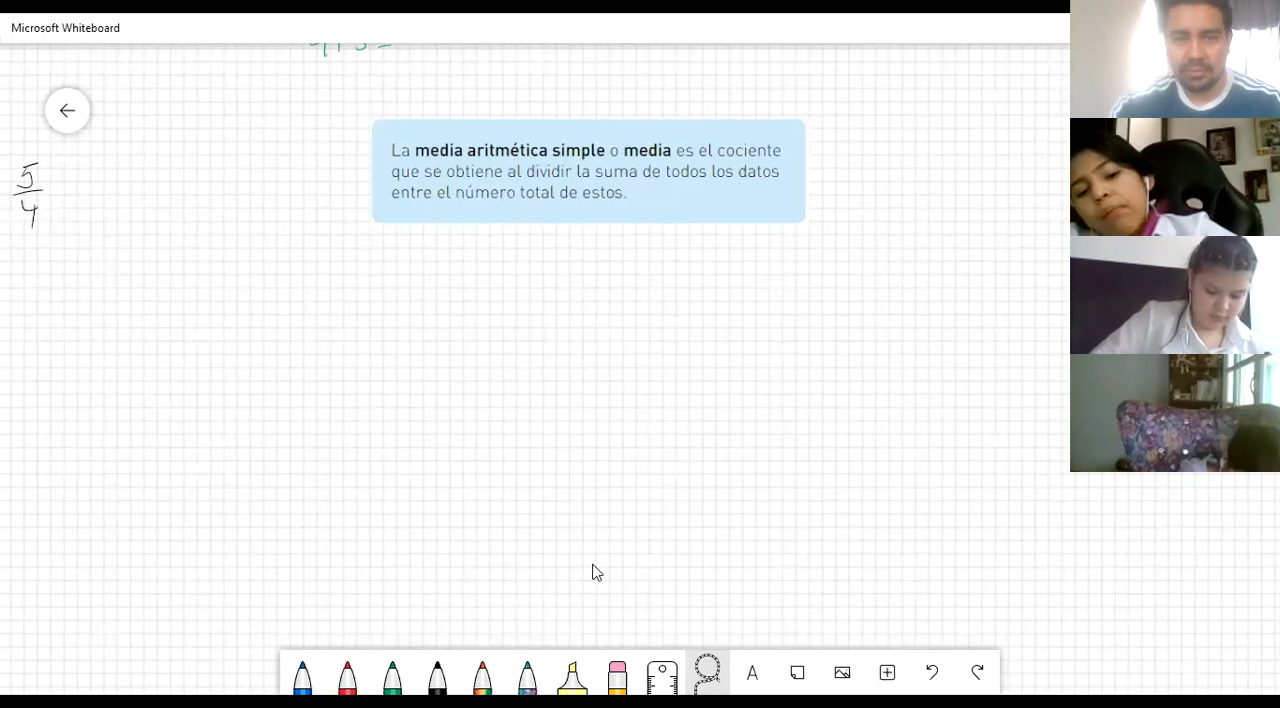 Microsoft Whiteboard
5
4
La media aritmética simple o media es el cociente
que se obtiene al dividir la suma de todos los datos
entre el número total de estos.
A